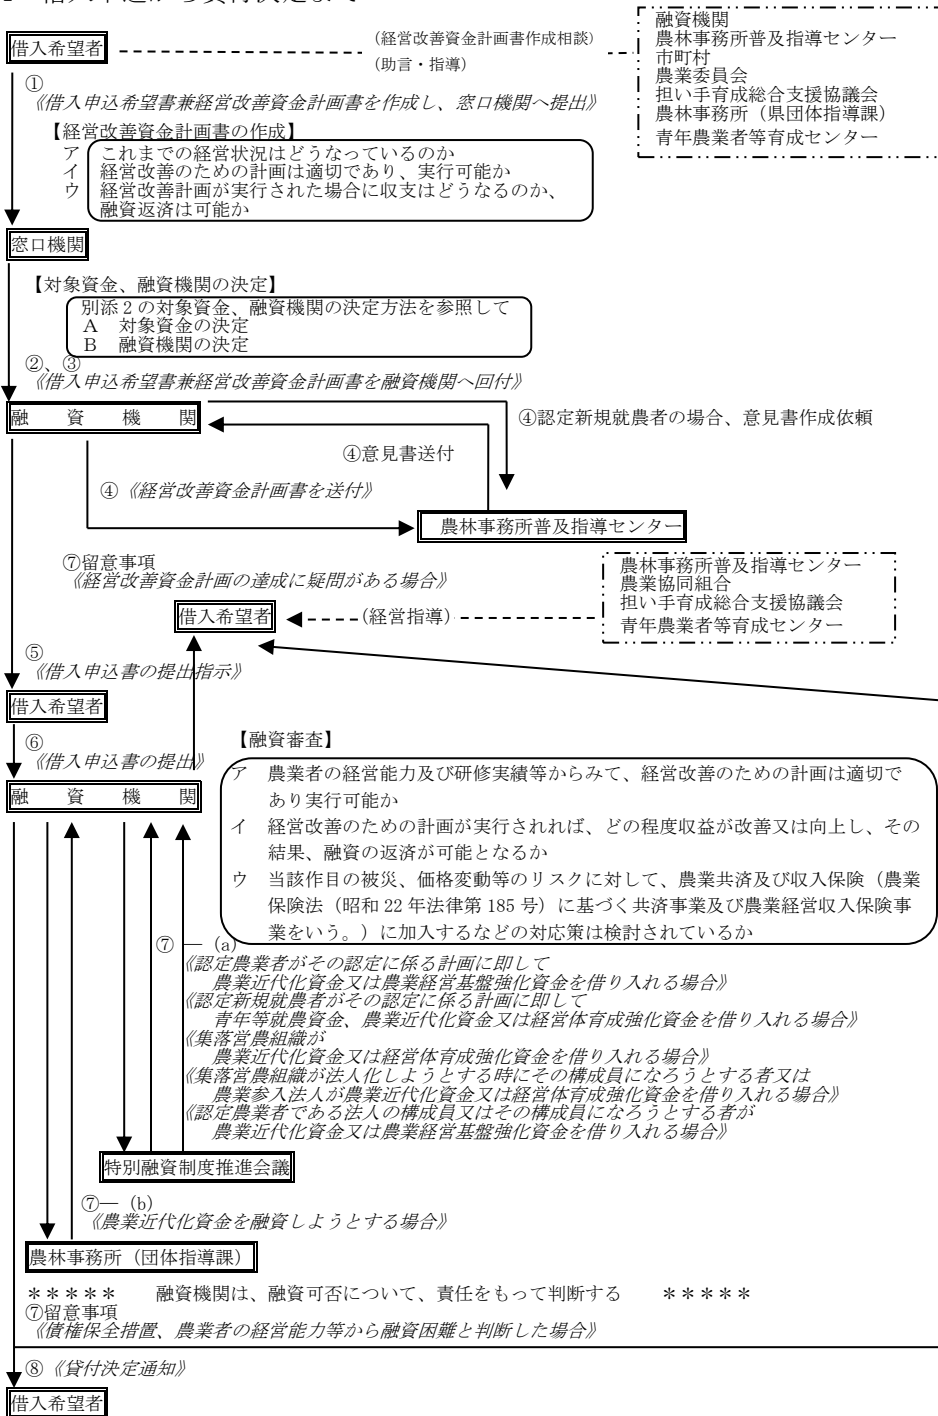 借入希望者
(経営改善資金計画書作成相談)
(助言・指導)
融資機関
農林事務所普及指導センター
市町村
農業委員会
担い手育成総合支援協議会
農林事務所（県団体指導課）
青年農業者等育成センター
①
《借入申込希望書兼経営改善資金計画書を作成し、窓口機関へ提出》
【経営改善資金計画書の作成】
ア　これまでの経営状況はどうなっているのか
イ　経営改善のための計画は適切であり、実行可能か
ウ　経営改善計画が実行された場合に収支はどうなるのか、
融資返済は可能か
窓口機関
【対象資金、融資機関の決定】
別添２の対象資金、融資機関の決定方法を参照して
Ａ　対象資金の決定
Ｂ　融資機関の決定
②、③
《借入申込希望書兼経営改善資金計画書を融資機関へ回付》
融　資　機　関
④認定新規就農者の場合、意見書作成依頼
④意見書送付
④《経営改善資金計画書を送付》
農林事務所普及指導センター
⑦留意事項
《経営改善資金計画の達成に疑問がある場合》
借入希望者
(経営指導)
農林事務所普及指導センター
農業協同組合
担い手育成総合支援協議会
青年農業者等育成センター
⑤
《借入申込書の提出指示》
借入希望者
⑥
《借入申込書の提出》
融　資　機　関
【融資審査】
ア　農業者の経営能力及び研修実績等からみて、経営改善のための計画は適切で
あり実行可能か
イ　経営改善のための計画が実行されれば、どの程度収益が改善又は向上し、その
結果、融資の返済が可能となるか
ウ　当該作目の被災、価格変動等のリスクに対して、農業共済及び収入保険（農業
保険法（昭和 22 年法律第 185 号）に基づく共済事業及び農業経営収入保険事
業をいう。）に加入するなどの対応策は検討されているか
⑦ ― (a)
《認定農業者がその認定に係る計画に即して
農業近代化資金又は農業経営基盤強化資金を借り入れる場合》
《認定新規就農者がその認定に係る計画に即して
青年等就農資金、農業近代化資金又は経営体育成強化資金を借り入れる場合》
《集落営農組織が
農業近代化資金又は経営体育成強化資金を借り入れる場合》
《集落営農組織が法人化しようとする時にその構成員になろうとする者又は
農業参入法人が農業近代化資金又は経営体育成強化資金を借り入れる場合》
《認定農業者である法人の構成員又はその構成員になろうとする者が
農業近代化資金又は農業経営基盤強化資金を借り入れる場合》
特別融資制度推進会議
⑦― (b)
《農業近代化資金を融資しようとする場合》
農林事務所（団体指導課）
＊＊＊＊＊　融資機関は、融資可否について、責任をもって判断する　＊＊＊＊＊
⑦留意事項
《債権保全措置、農業者の経営能力等から融資困難と判断した場合》
⑧《貸付決定通知》
借入希望者